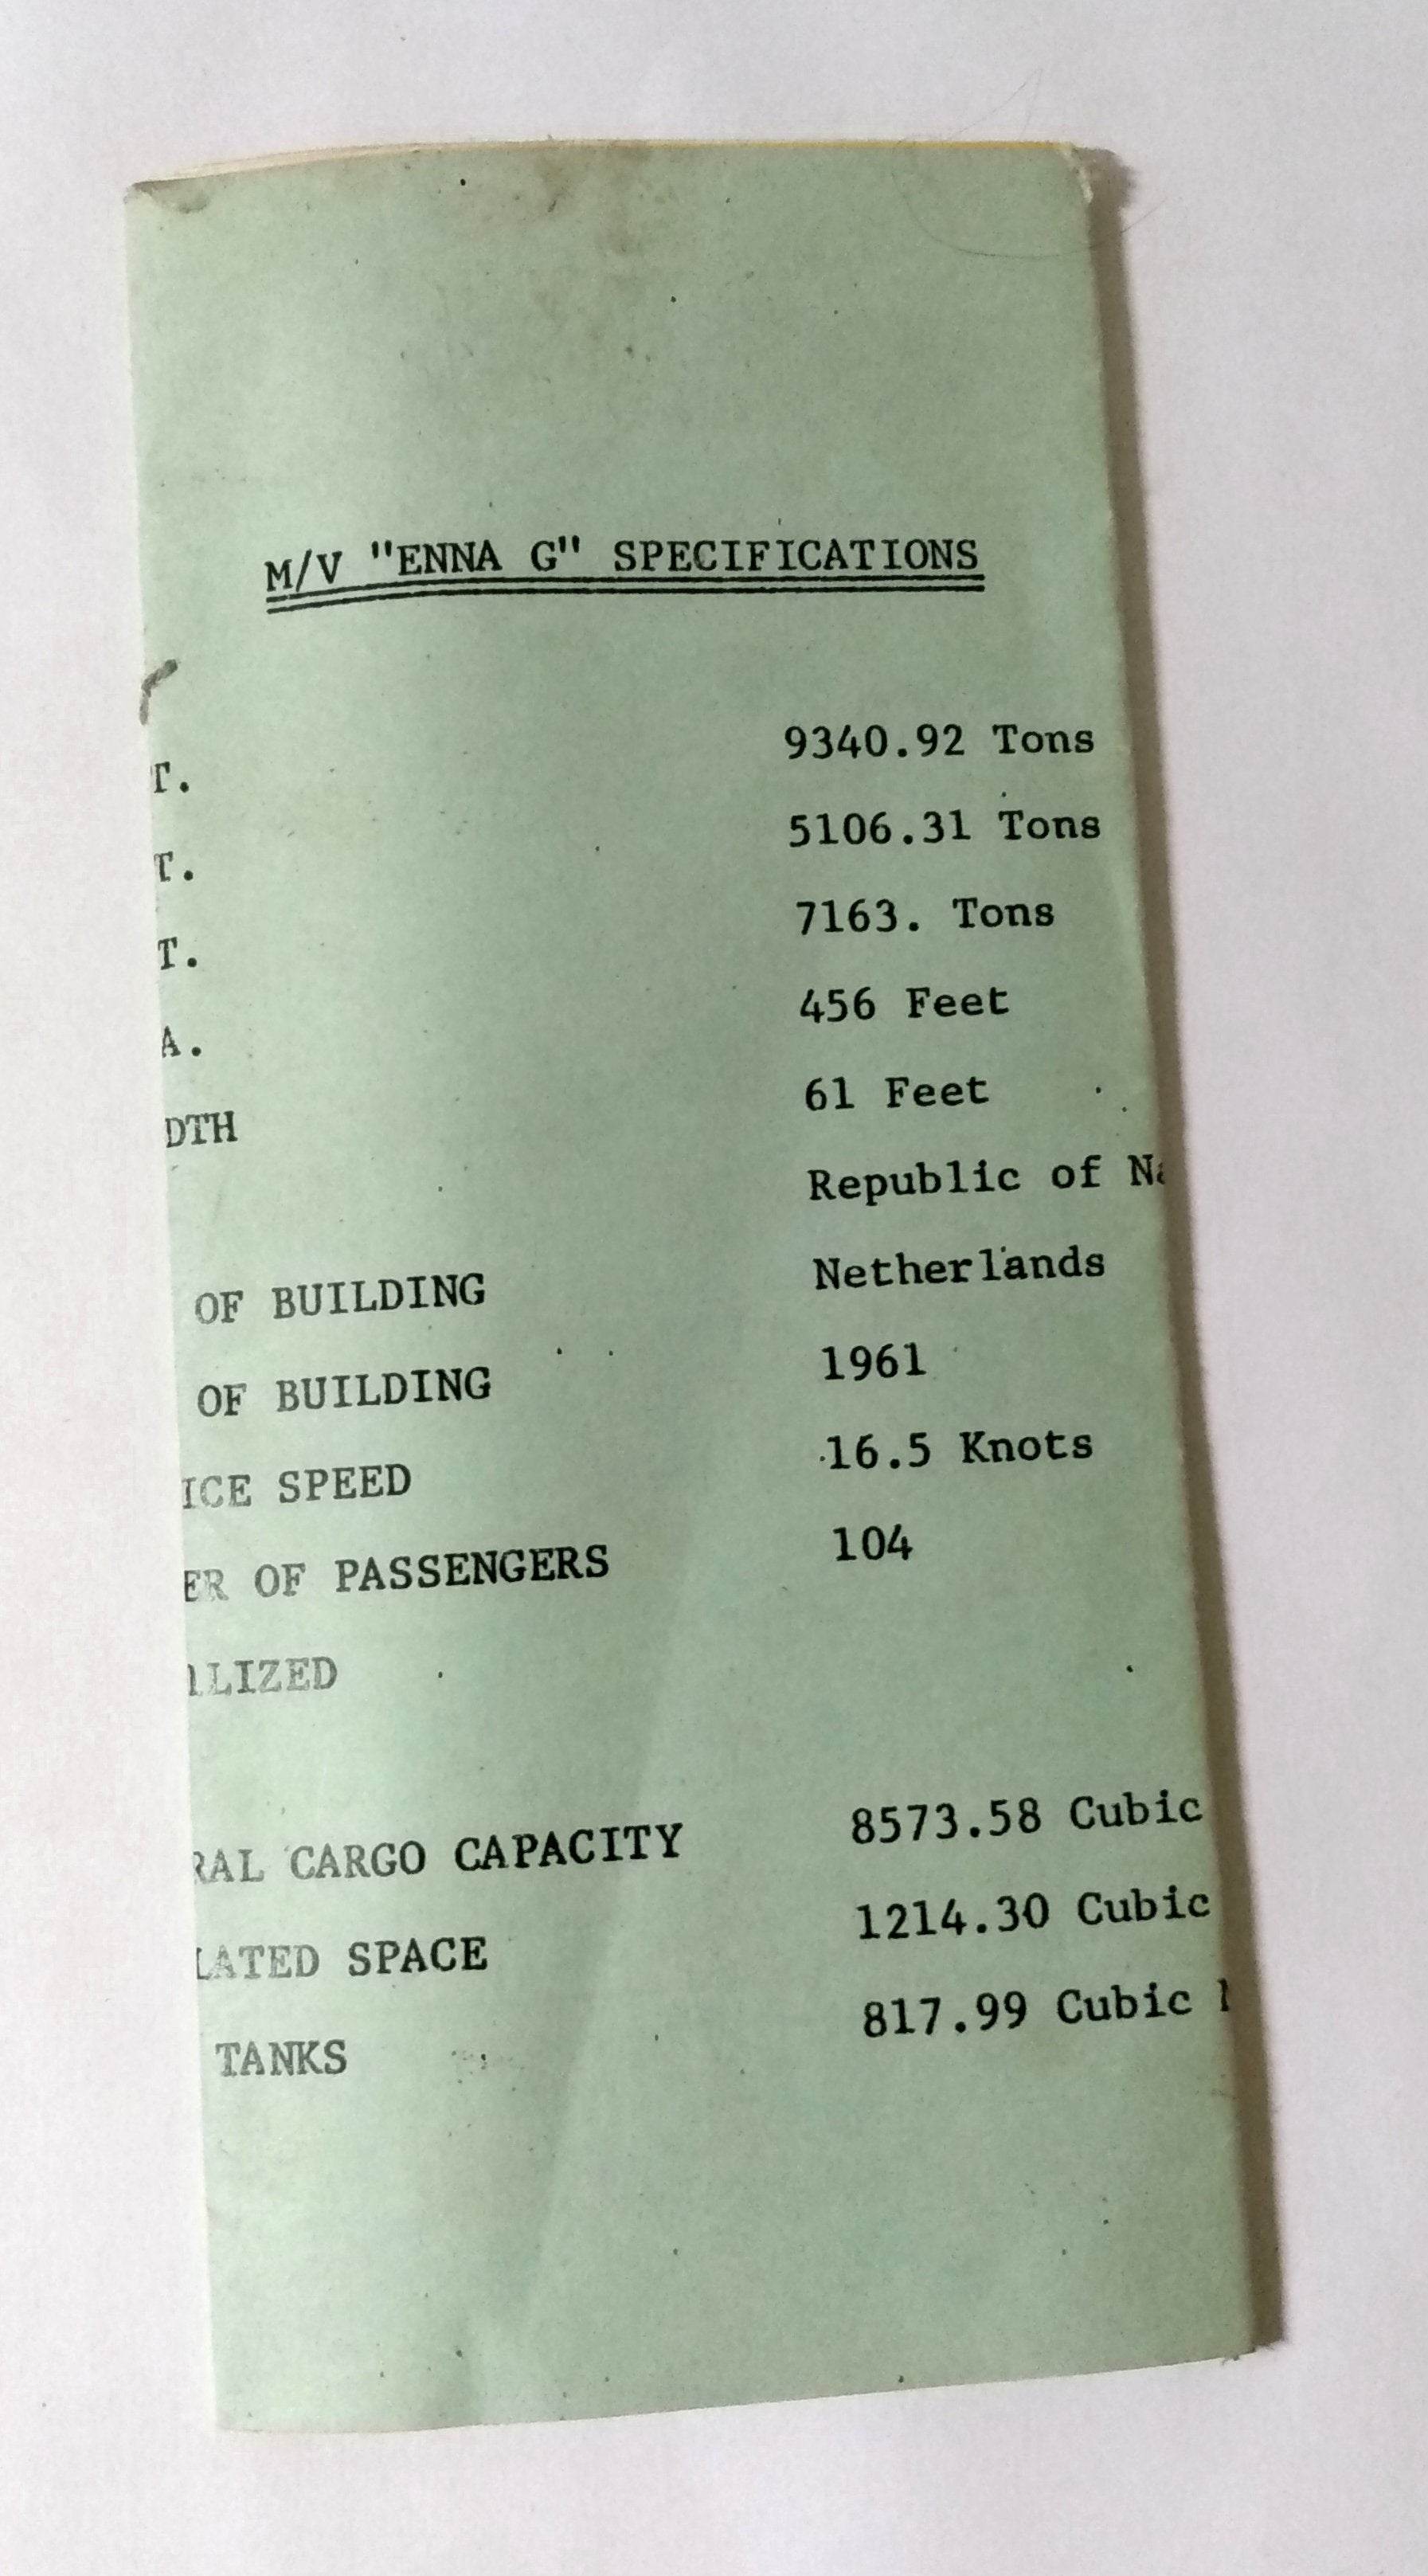 M/V "ENNA G" SPECIFICATIONS
T. 9340.92 Tons
T. 5106.31 Tons
T. 7163. Tons
A. 456 Feet
DTH 61 Feet
Republic of
OF BUILDING Netherlands
OF BUILDING 1961
ICE SPEED 16.5 Knots
ER OF PASSENGERS 104
LIZED
RAL CARGO CAPACITY 8573.58 Cubic
LATED SPACE 1214.30 Cubic
TANKS 817.99 Cubic